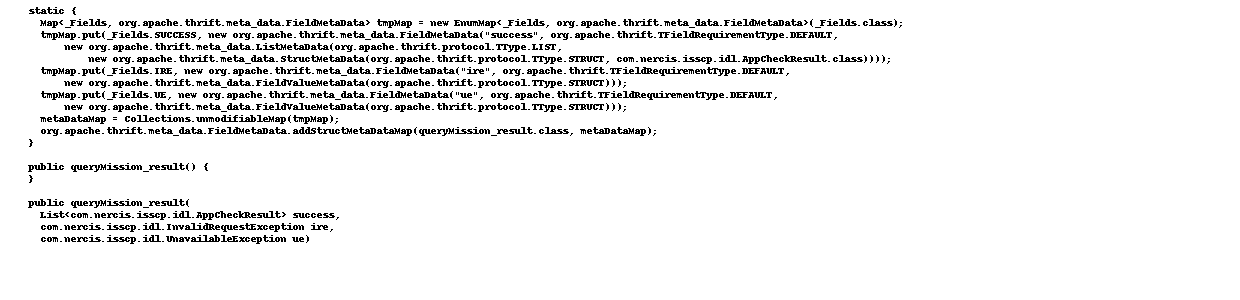 static {
Map<_Fields, org.apache.thrift.meta_data.FieldMetaData> tmpMap = new EnumMap<_Fields, org.apache.thrift.meta_data.FieldMetaData>(_Fields.class);
tmpMap.put(_Fields.SUCCESS, new org.apache.thrift.meta_data.FieldMetaData("success", org.apache.thrift.TFieldRequirementType.DEFAULT,
new org.apache.thrift.meta_data.ListMetaData(org.apache.thrift.protocol.TType.LIST,
new org.apache.thrift.meta_data.StructMetaData(org.apache.thrift.protocol.TType.STRUCT, com.nercis.isscp.idl.AppCheckResult.class))));
tmpMap.put(_Fields.IRE, new org.apache.thrift.meta_data.FieldMetaData("ire", org.apache.thrift.TFieldRequirementType.DEFAULT,
new org.apache.thrift.meta_data.FieldValueMetaData(org.apache.thrift.protocol.TType.STRUCT)));
tmpMap.put(_Fields.UE, new org.apache.thrift.meta_data.FieldMetaData("ue", org.apache.thrift.TFieldRequirementType.DEFAULT,
new org.apache.thrift.meta_data.FieldValueMetaData(org.apache.thrift.protocol.TType.STRUCT)));
metaDataMap = Collections.unmodifiableMap(tmpMap);
org.apache.thrift.meta_data.FieldMetaData.addStructMetaDataMap(queryMission_result.class, metaDataMap);
}
public queryMission_result() {
}
public queryMission_result(
List<com.nercis.isscp.idl.AppCheckResult> success,
com.nercis.isscp.idl.InvalidRequestException ire,
com.nercis.isscp.idl.UnavailableException ue)